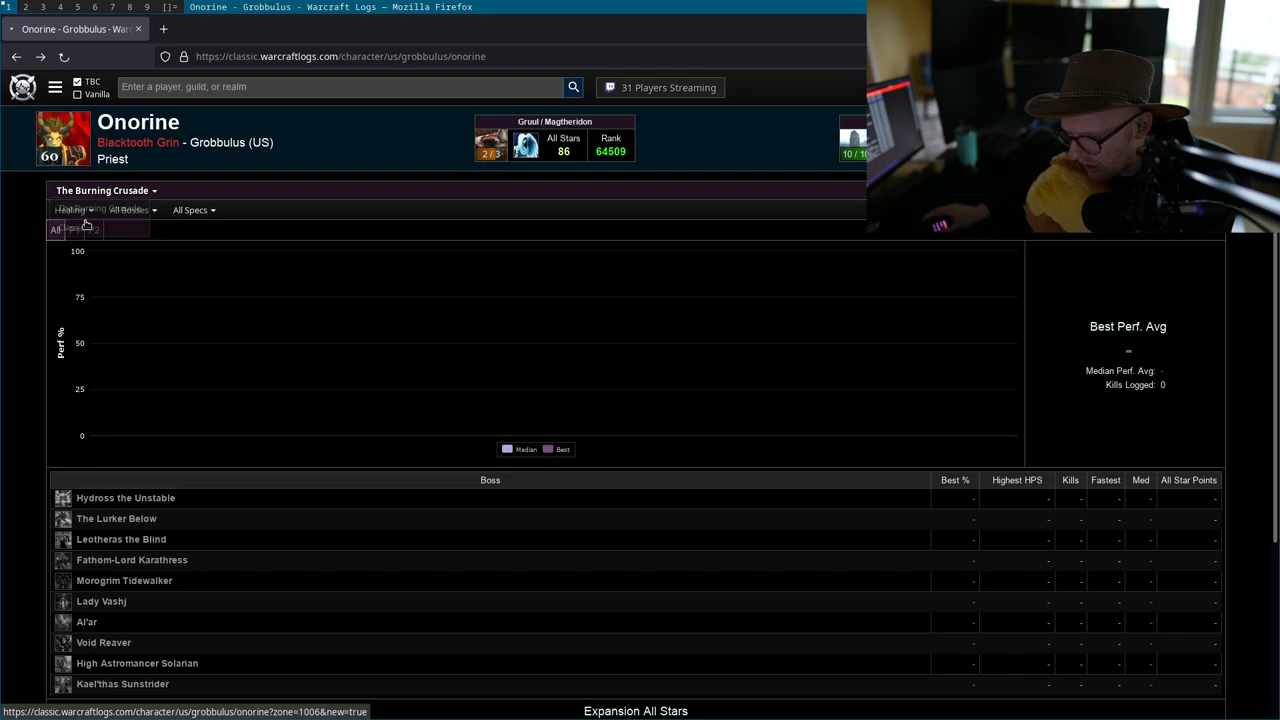 1 2 3 4 5 6 7 8 9 []= Onorine - Grobbulus - Warcraft Logs — Mozilla Firefox
Onorine - Grobbulus - War
https://classic.warcraftlogs.com/character/us/grobbulus/onorine
TBC
Vanilla
Enter a player, guild, or realm
31 Players Streaming
60
Onorine
Blacktooth Grin - Grobbulus (US)
Priest
Gruul / Magtheridon
2 / 3
All Stars
86
Rank
64509
10 / 10
The Burning Crusade
The Burning Crusade
Healing
All Bosses
All Specs
All
100
75
50
25
0
Perf %
Median
Best
Best Perf. Avg
-
Median Perf. Avg: -
Kills Logged: 0
Boss Best % Highest HPS Kills Fastest Med All Star Points
Hydross the Unstable - - - - - -
The Lurker Below - - - - - -
Leotheras the Blind - - - - - -
Fathom-Lord Karathress - - - - - -
Morogrim Tidewalker - - - - - -
Lady Vashj - - - - - -
Al'ar - - - - - -
Void Reaver - - - - - -
High Astromancer Solarian - - - - - -
Kael'thas Sunstrider - - - - - -
Expansion All Stars
https://classic.warcraftlogs.com/character/us/grobbulus/onorine?zone=1006&new=true